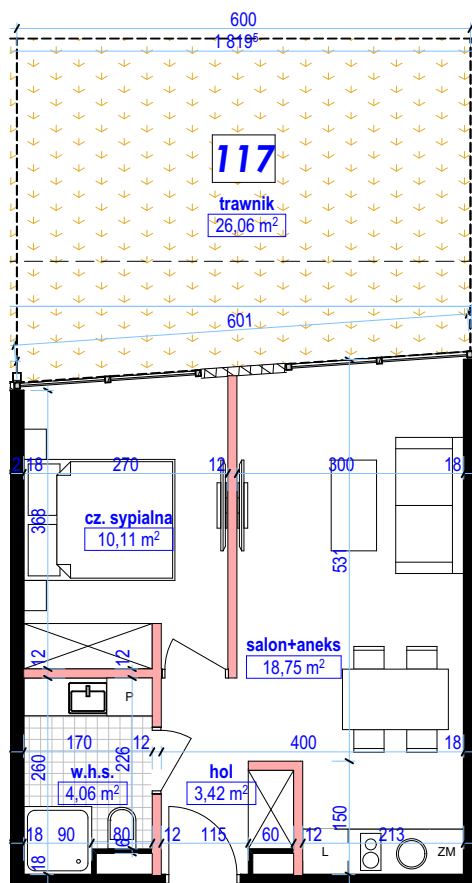 600
1 819⁵
117
trawnik
26,06 m²
601
2 18 270 12 300 18
368
531
cz. sypialna
10,11 m²
12 12
salon+aneks
18,75 m²
P
170 12 400 18
260
226
w.h.s.
4,06 m²
hol
3,42 m²
150
18 90 80 12 115 60 12 213
18
L
ZM